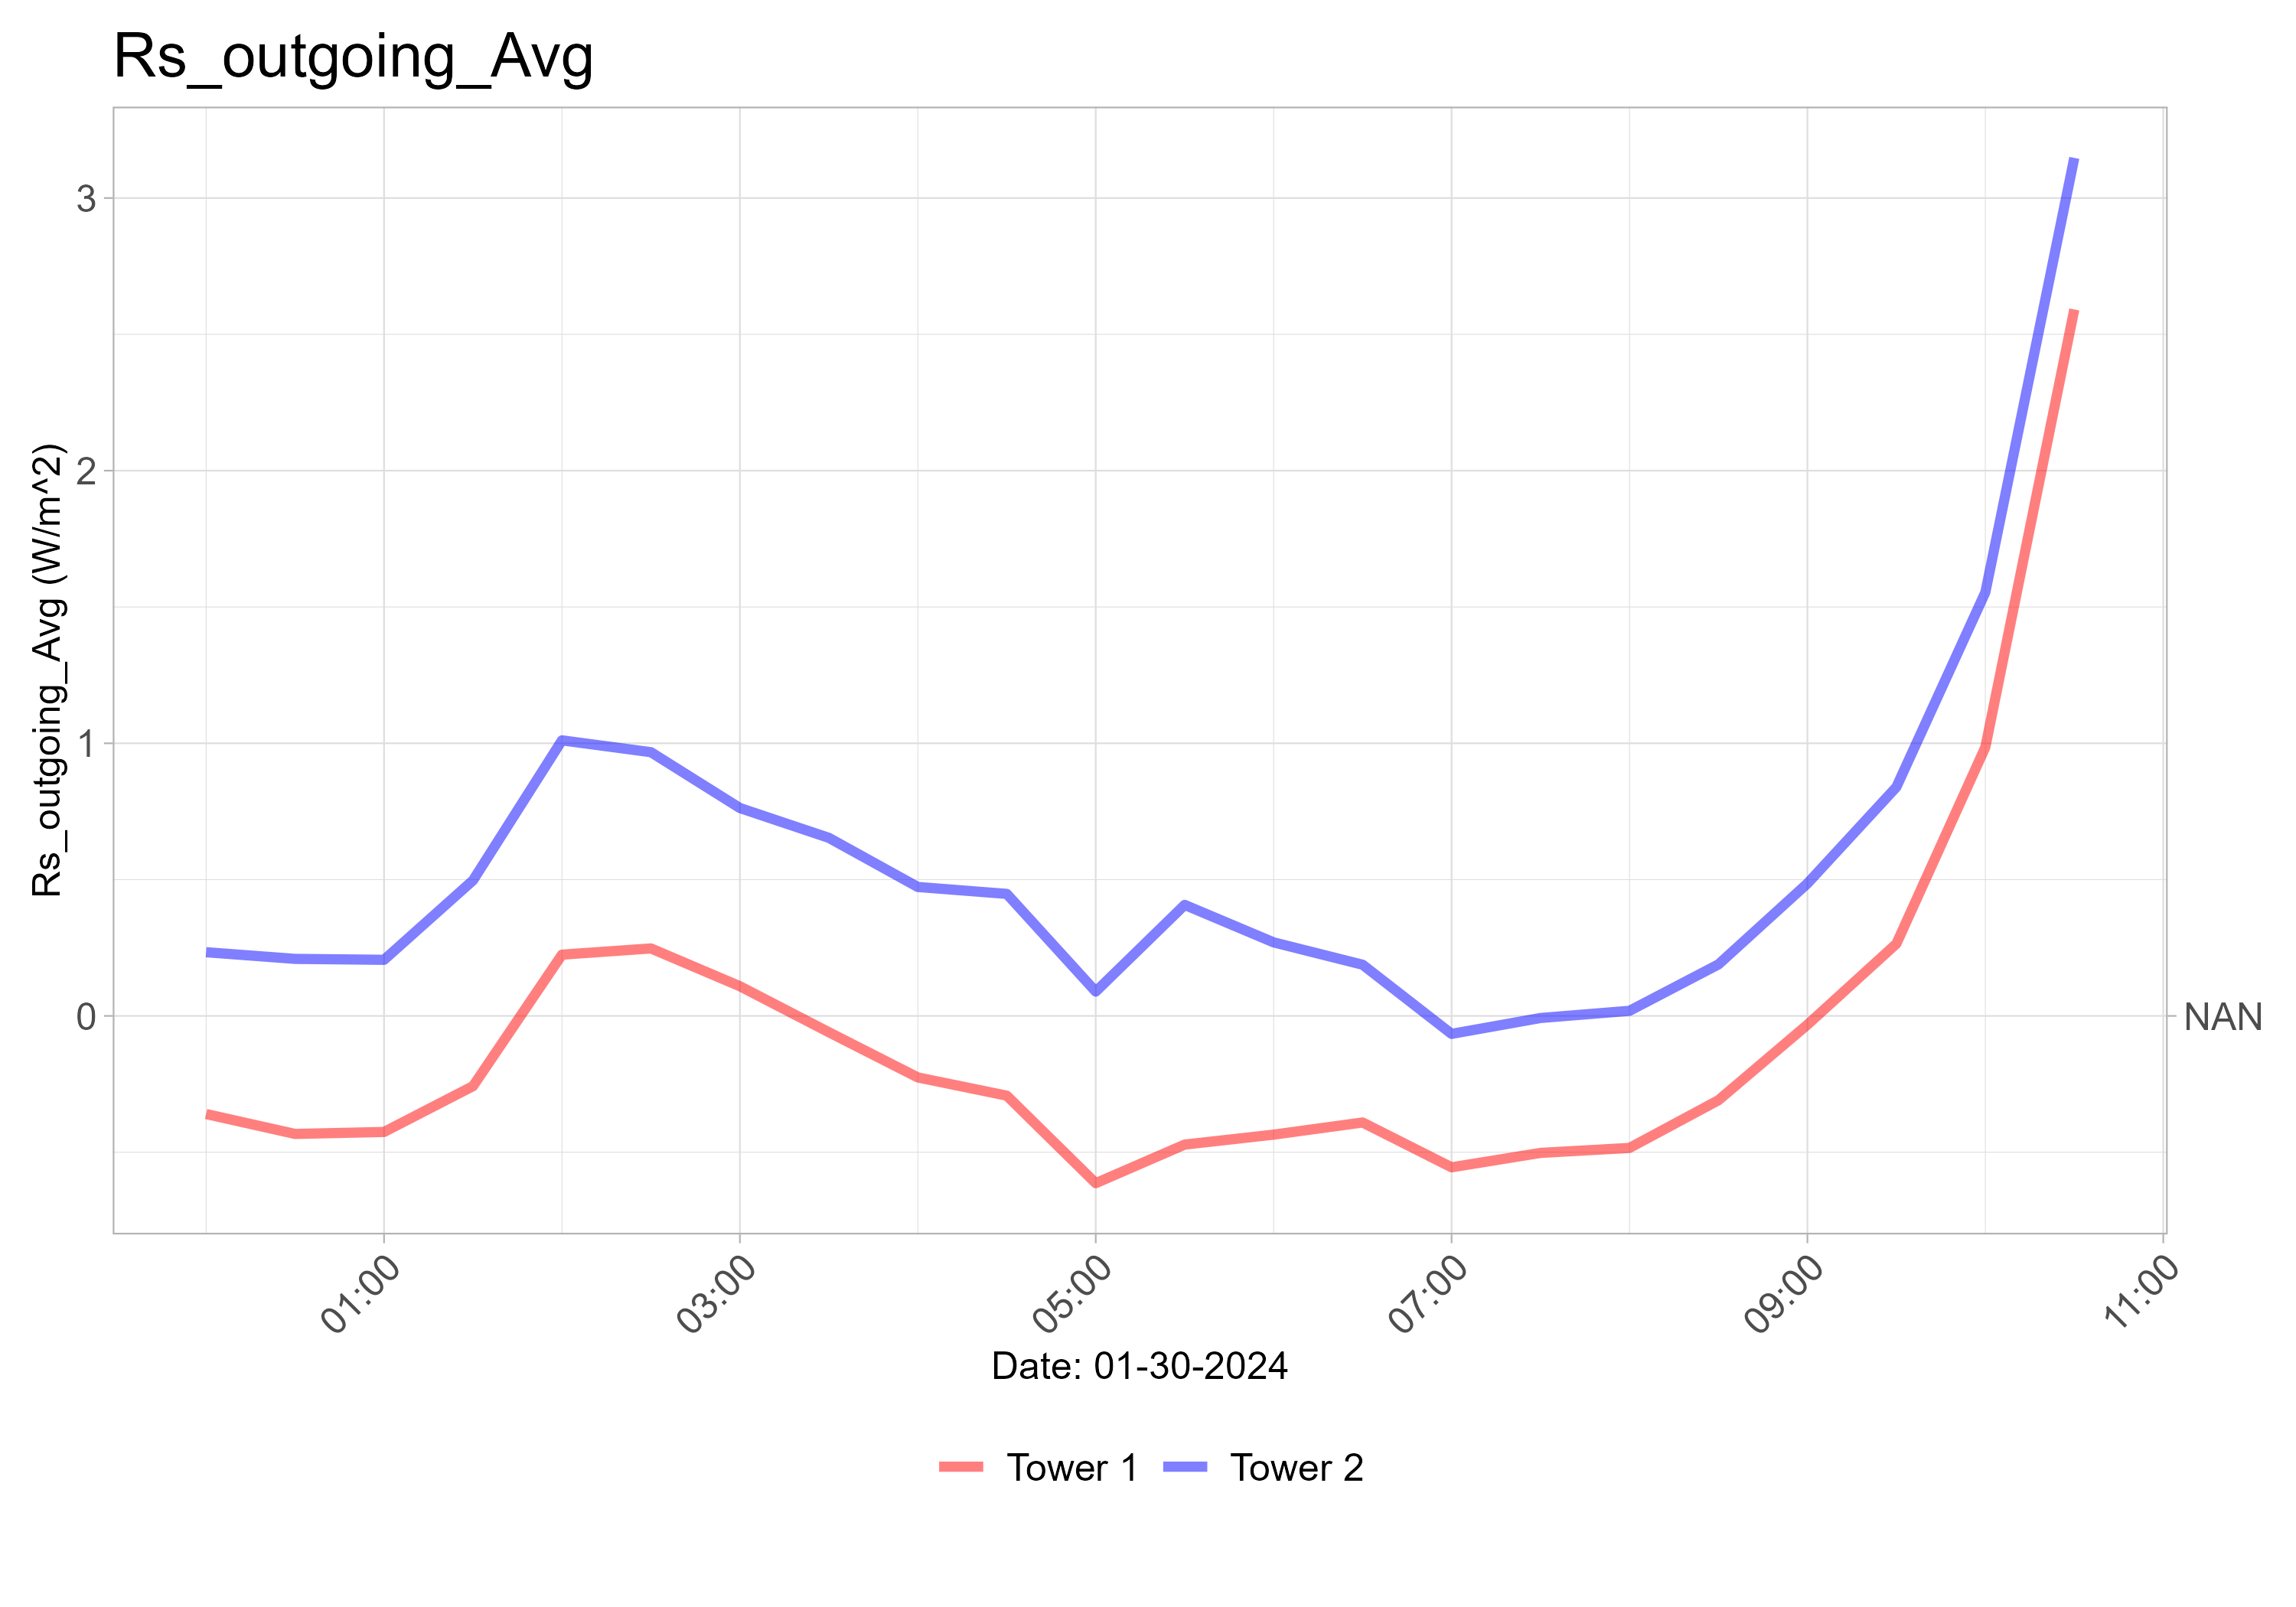 Rs_outgoing_Avg
Rs_outgoing_Avg (W/m^2)
3
2
1
0
NAN
01:00
03:00
05:00
07:00
09:00
11:00
Date: 01-30-2024
Tower 1
Tower 2